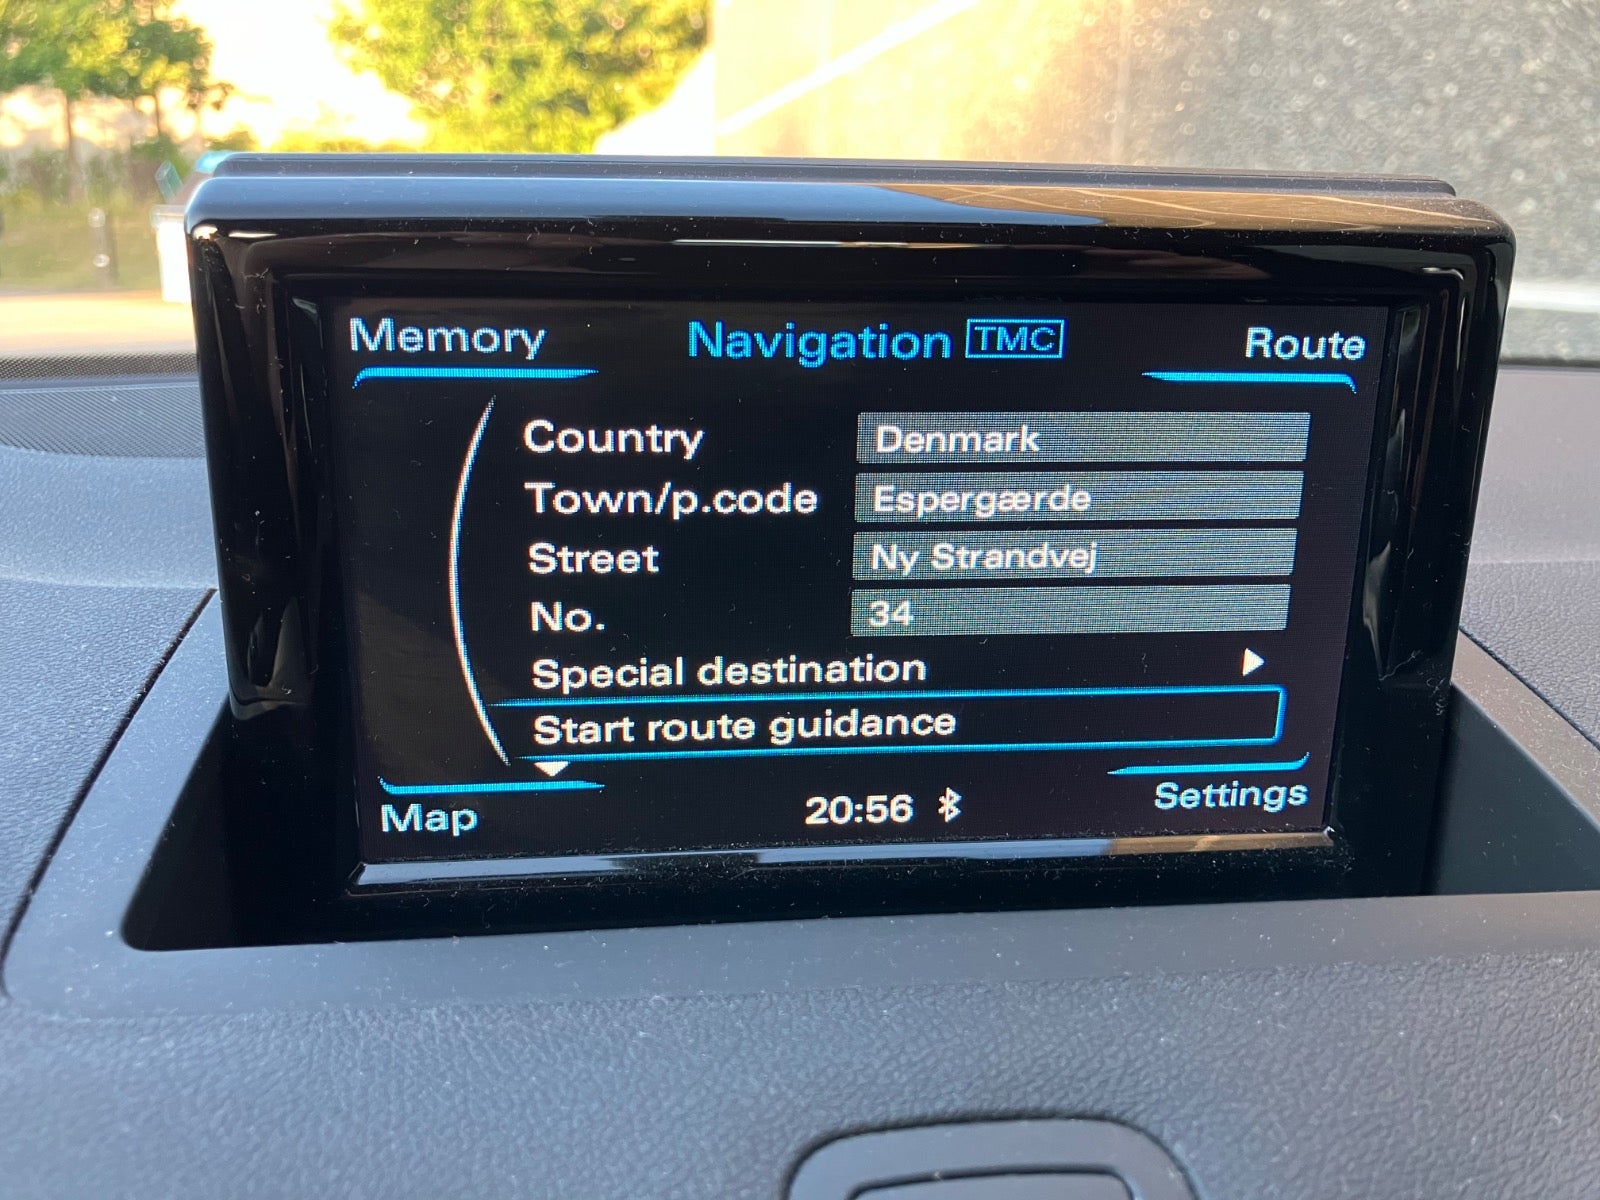 Memory Navigation TMC Route
Country Denmark
Town/p.code Espergærde
Street Ny Strandvej
No. 34
Special destination
Start route guidance
Map 20:56 Settings